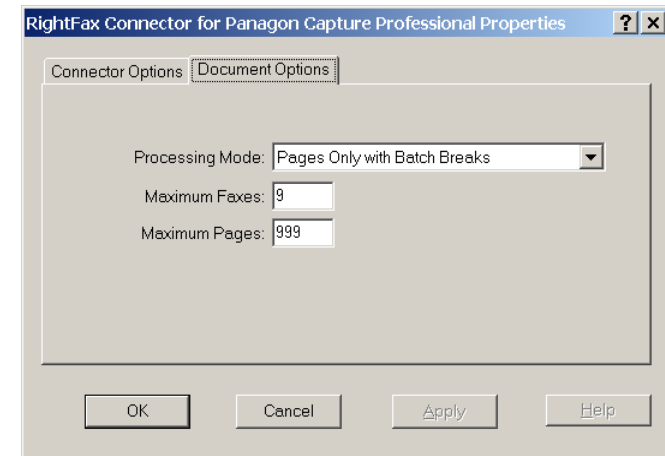 RightFax Connector for Panagon Capture Professional Properties ? ×
Connector Options Document Options
Processing Mode: Pages Only with Batch Breaks
Maximum Faxes: 9
Maximum Pages: 999
OK Cancel Apply Help